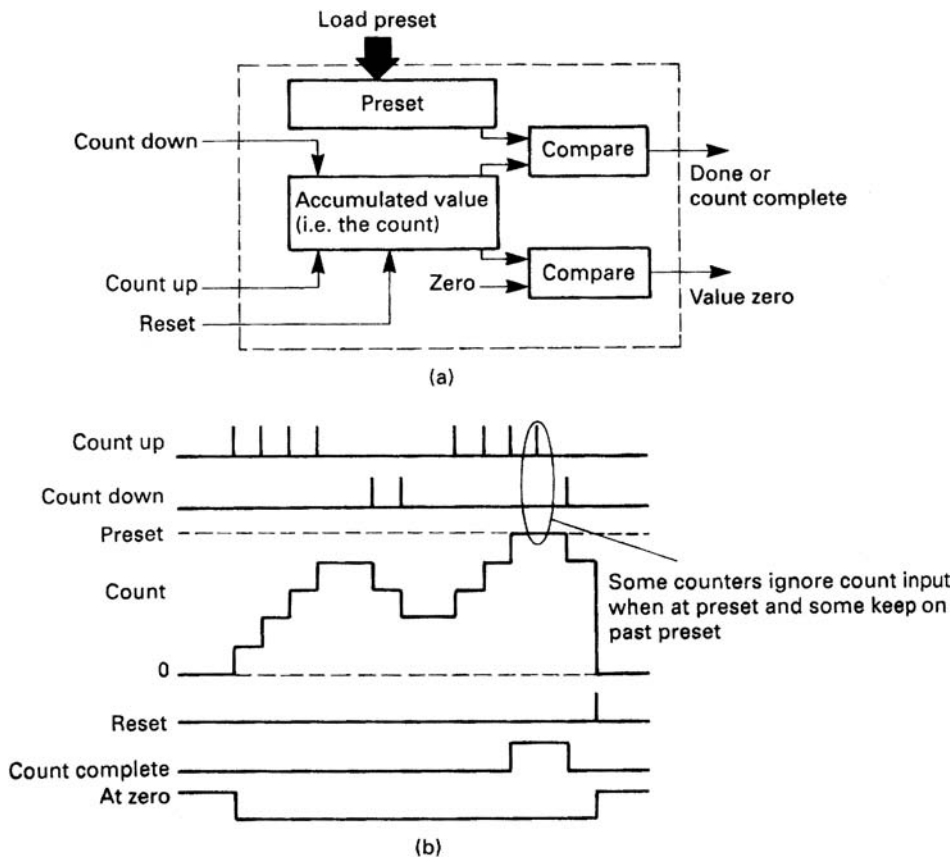 Load preset
Preset
Count down
Compare
Done or
count complete
Accumulated value
(i.e. the count)
Count up
Zero
Compare
Value zero
Reset
(a)
Count up
Count down
Preset
Count
Some counters ignore count input
when at preset and some keep on
past preset
0
Reset
Count complete
At zero
(b)